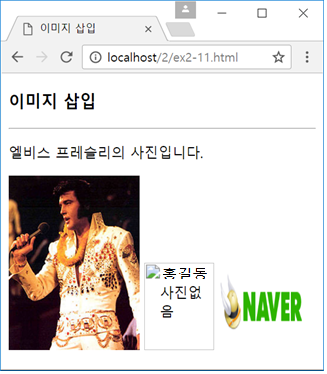 이미지 삽입
localhost/2/ex2-11.html
이미지 삽입
엘비스 프레슬리의 사진입니다.
홍길동
사진없
음
NAVER